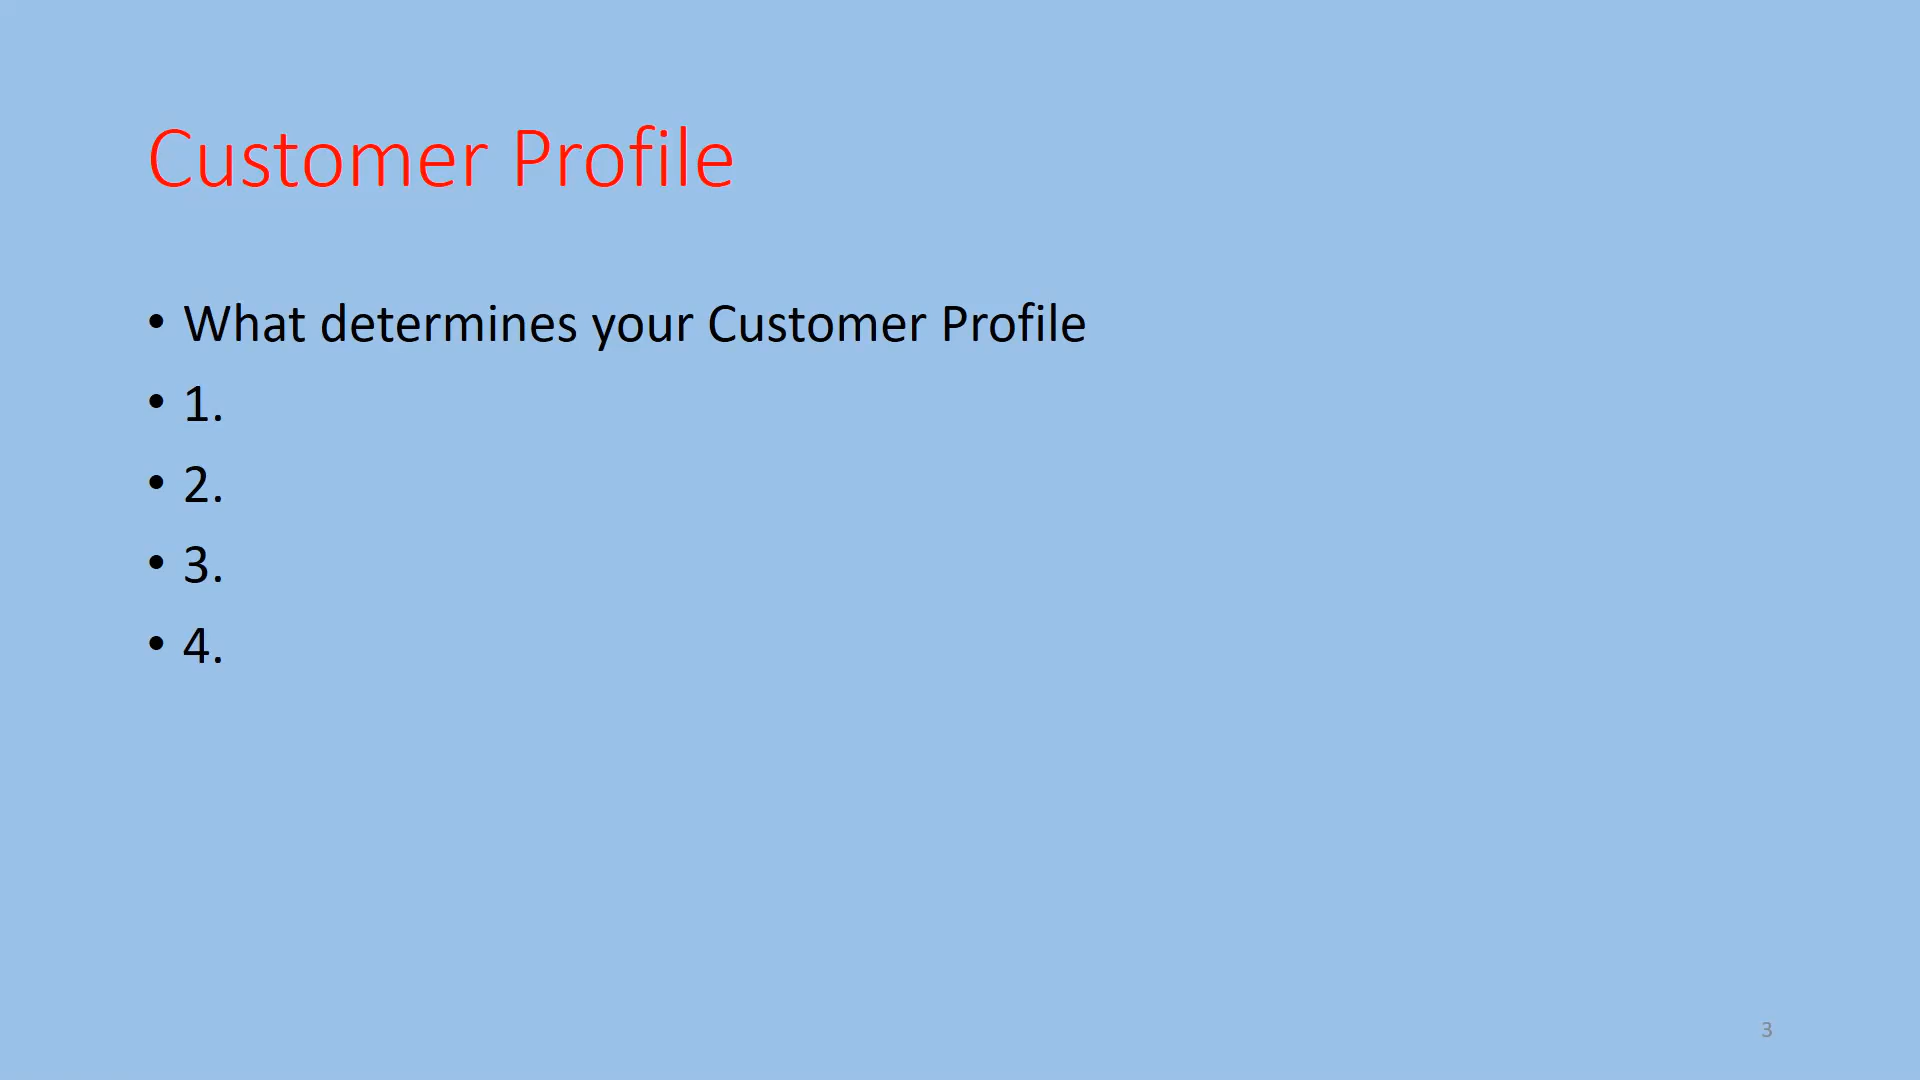 Customer Profile
• What determines your Customer Profile
• 1.
• 2.
• 3.
• 4.
3